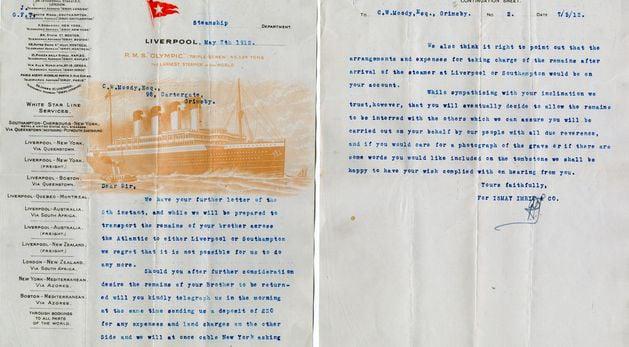 J.
G.F.
Steamship
DEPARTMENT.
LIVERPOOL, May 7th 1912.
R.M.S. OLYMPIC.
THE LARGEST STEAMER IN THE WORLD
C.W.Moody,Esq.,
Grimsby.
WHITE STAR LINE
SERVICES.
SOUTHAMPTON-CHERBOURG-NEW YORK.
VIA QUEENSTOWN.
LIVERPOOL-NEW YORK.
VIA QUEENSTOWN.
LIVERPOOL-NEW YORK.
(FREIGHT.)
LIVERPOOL-BOSTON.
VIA QUEENSTOWN.
LIVERPOOL-QUEBEC-MONTREAL.
LIVERPOOL-AUSTRALIA.
VIA SOUTH AFRICA.
LIVERPOOL-AUSTRALIA.
(FREIGHT.)
LIVERPOOL-NEW ZEALAND.
(FREIGHT.)
LONDON-NEW ZEALAND.
VIA SOUTH AFRICA.
NEW YORK-MEDITERRANEAN.
VIA AZORES.
BOSTON-MEDITERRANEAN.
VIA AZORES.
THROUGH BOOKINGS
TO ALL PARTS
OF THE WORLD.
Dear Sir,
We have your further letter of the
instant, and while we will be prepared to
transport the remains of your brother across
the Atlantic to either Liverpool or Southampton
we regret that it is not possible for us to do
any more.
Should you after further consideration
desire the remains of your Brother to be return-
ed will you kindly telegraph us in the morning
at the same time sending us a deposit of
for any expenses and land charges on the other
Side and we will at once cable New York asking
CONTINUATION SHEET.
To C.W.Moody,Esq., Grimsby. No 2. DATE 7/5/12.
We also think it right to point out that the
arrangements and expenses for taking charge of the remains after
arrival of the steamer at Liverpool or Southampton would be on
your account.
While sympathising with your inclination we
trust,however, that you will eventually decide to allow the remains
to be interred with the others which we can assure you will be
carried out on your behalf by our people with all due reverence,
and if you would care for a photograph of the grave or if there are
some words you would like included on the tombstone we shall be
happy to have your wish complied with on hearing from you.
Yours faithfully,
For ISMAY IMRIE & CO.